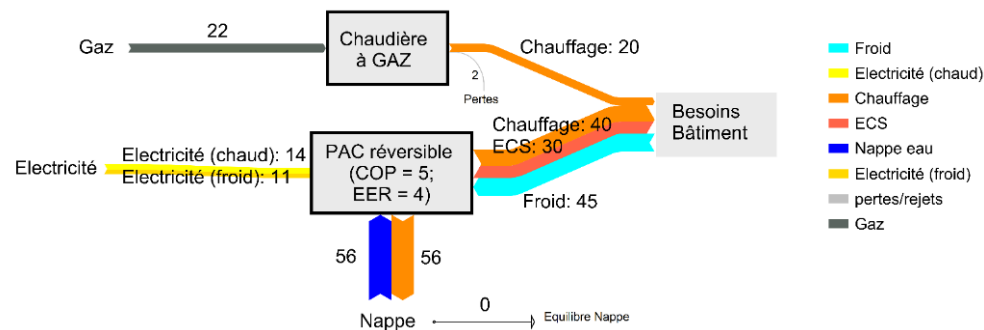 22
Gaz
Chaudière
à GAZ
Chauffage: 20
2
Pertes
Besoins
Bâtiment
Electricité
Electricité (chaud): 14
Electricité (froid): 11
PAC réversible
(COP = 5;
EER = 4)
Chauffage: 40
ECS: 30
Froid: 45
56
56
Nappe
0
Equilibre Nappe
Froid
Electricité (chaud)
Chauffage
ECS
Nappe eau
Electricité (froid)
pertes/rejets
Gaz